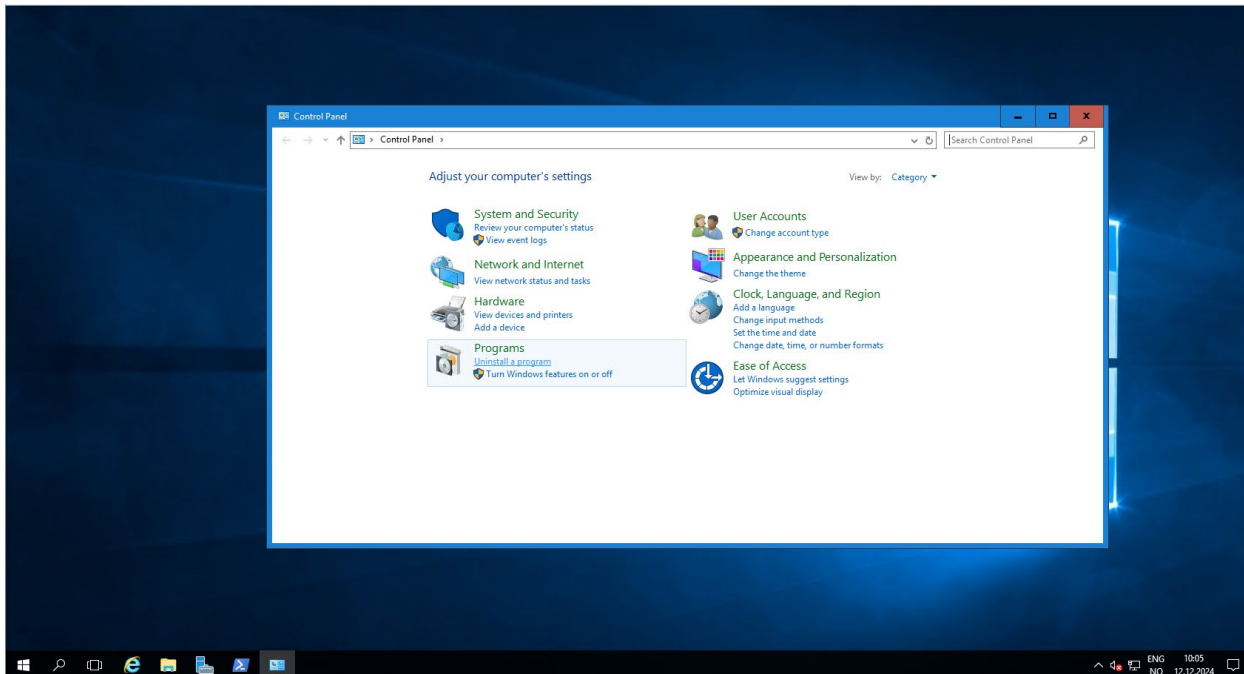 Control Panel
Control Panel
Search Control Panel
Adjust your computer's settings
View by: Category
System and Security
Review your computer's status
View event logs
Network and Internet
View network status and tasks
Hardware
View devices and printers
Add a device
Programs
Uninstall a program
Turn Windows features on or off
User Accounts
Change account type
Appearance and Personalization
Change the theme
Clock, Language, and Region
Add a language
Change input methods
Set the time and date
Change date, time, or number formats
Ease of Access
Let Windows suggest settings
Optimize visual display
ENG 10:05
NO 12.12.2024